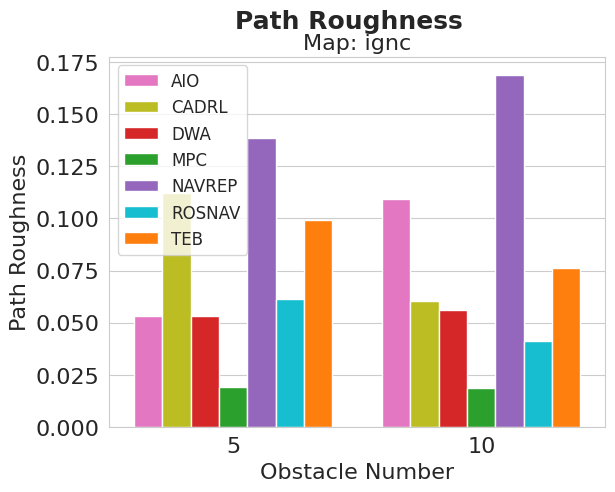 Path Roughness
Map: ignc
0.175
0.150
0.125
0.100
0.075
0.050
0.025
0.000
Path Roughness
AIO
CADRL
DWA
MPC
NAVREP
ROSNAV
TEB
5
10
Obstacle Number